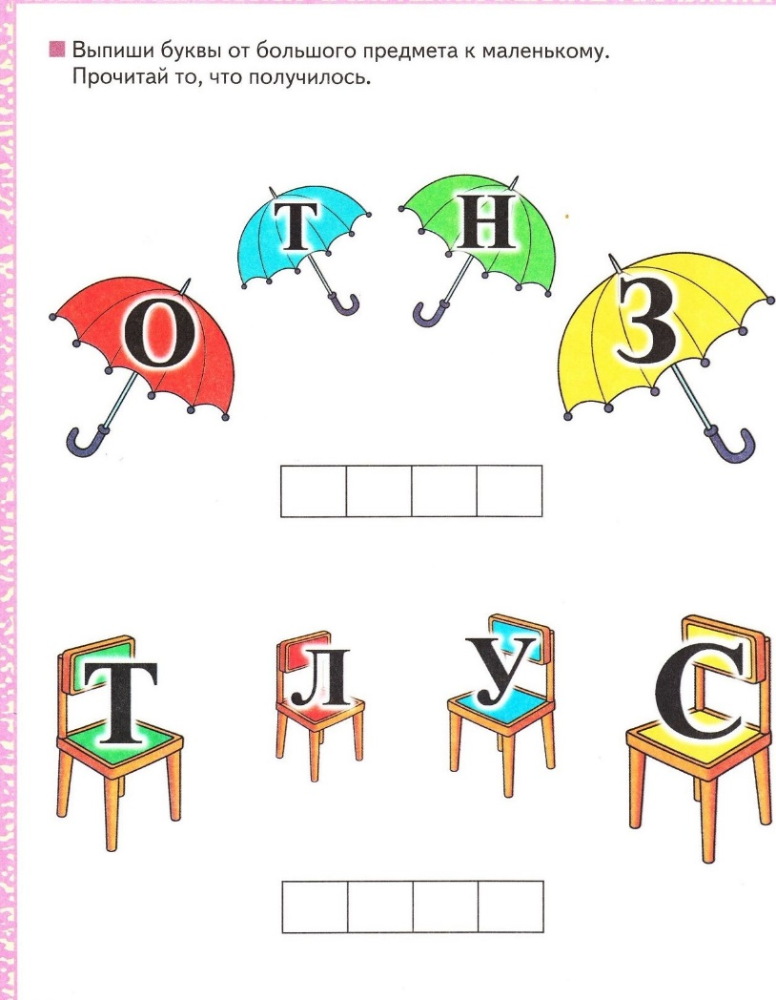 Выпиши буквы от большого предмета к маленькому.
Прочитай то, что получилось.
Т Н
О З
Т Л У С